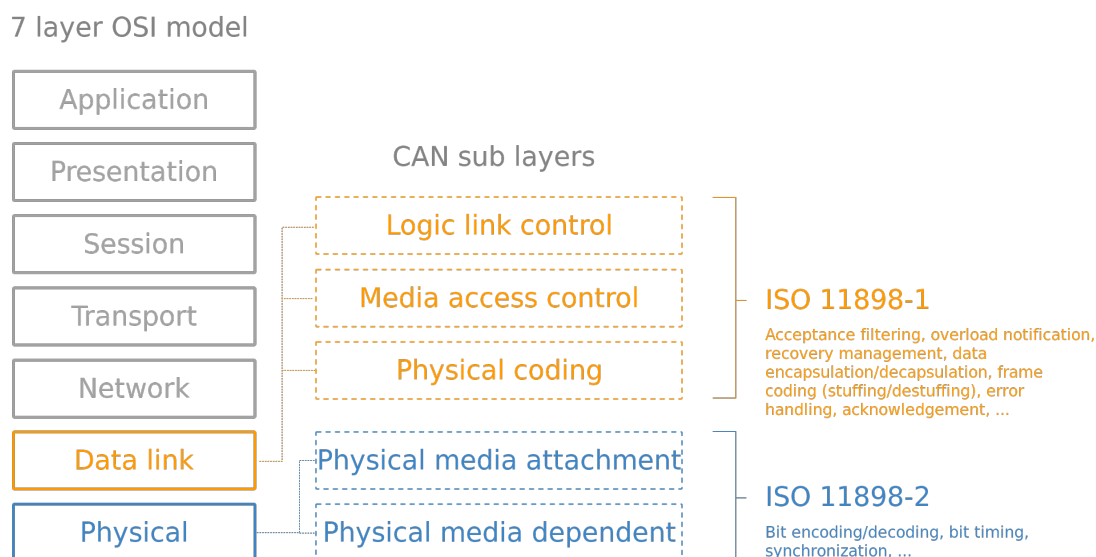 7 layer OSI model
Application
Presentation
Session
Transport
Network
Data link
Physical
CAN sub layers
Logic link control
Media access control
Physical coding
Physical media attachment
Physical media dependent
ISO 11898-1
Acceptance filtering, overload notification,
recovery management, data
encapsulation/decapsulation, frame
coding (stuffing/destuffing), error
handling, acknowledgement, ...
ISO 11898-2
Bit encoding/decoding, bit timing,
synchronization, ...